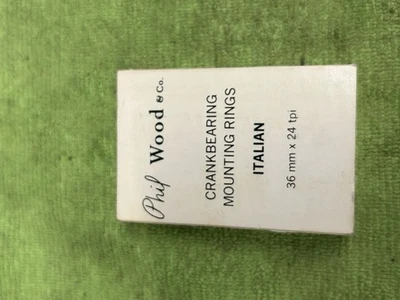 Phil Wood & Co.
CRANKBEARING
MOUNTING RINGS
ITALIAN
36 mm x 24 tpi